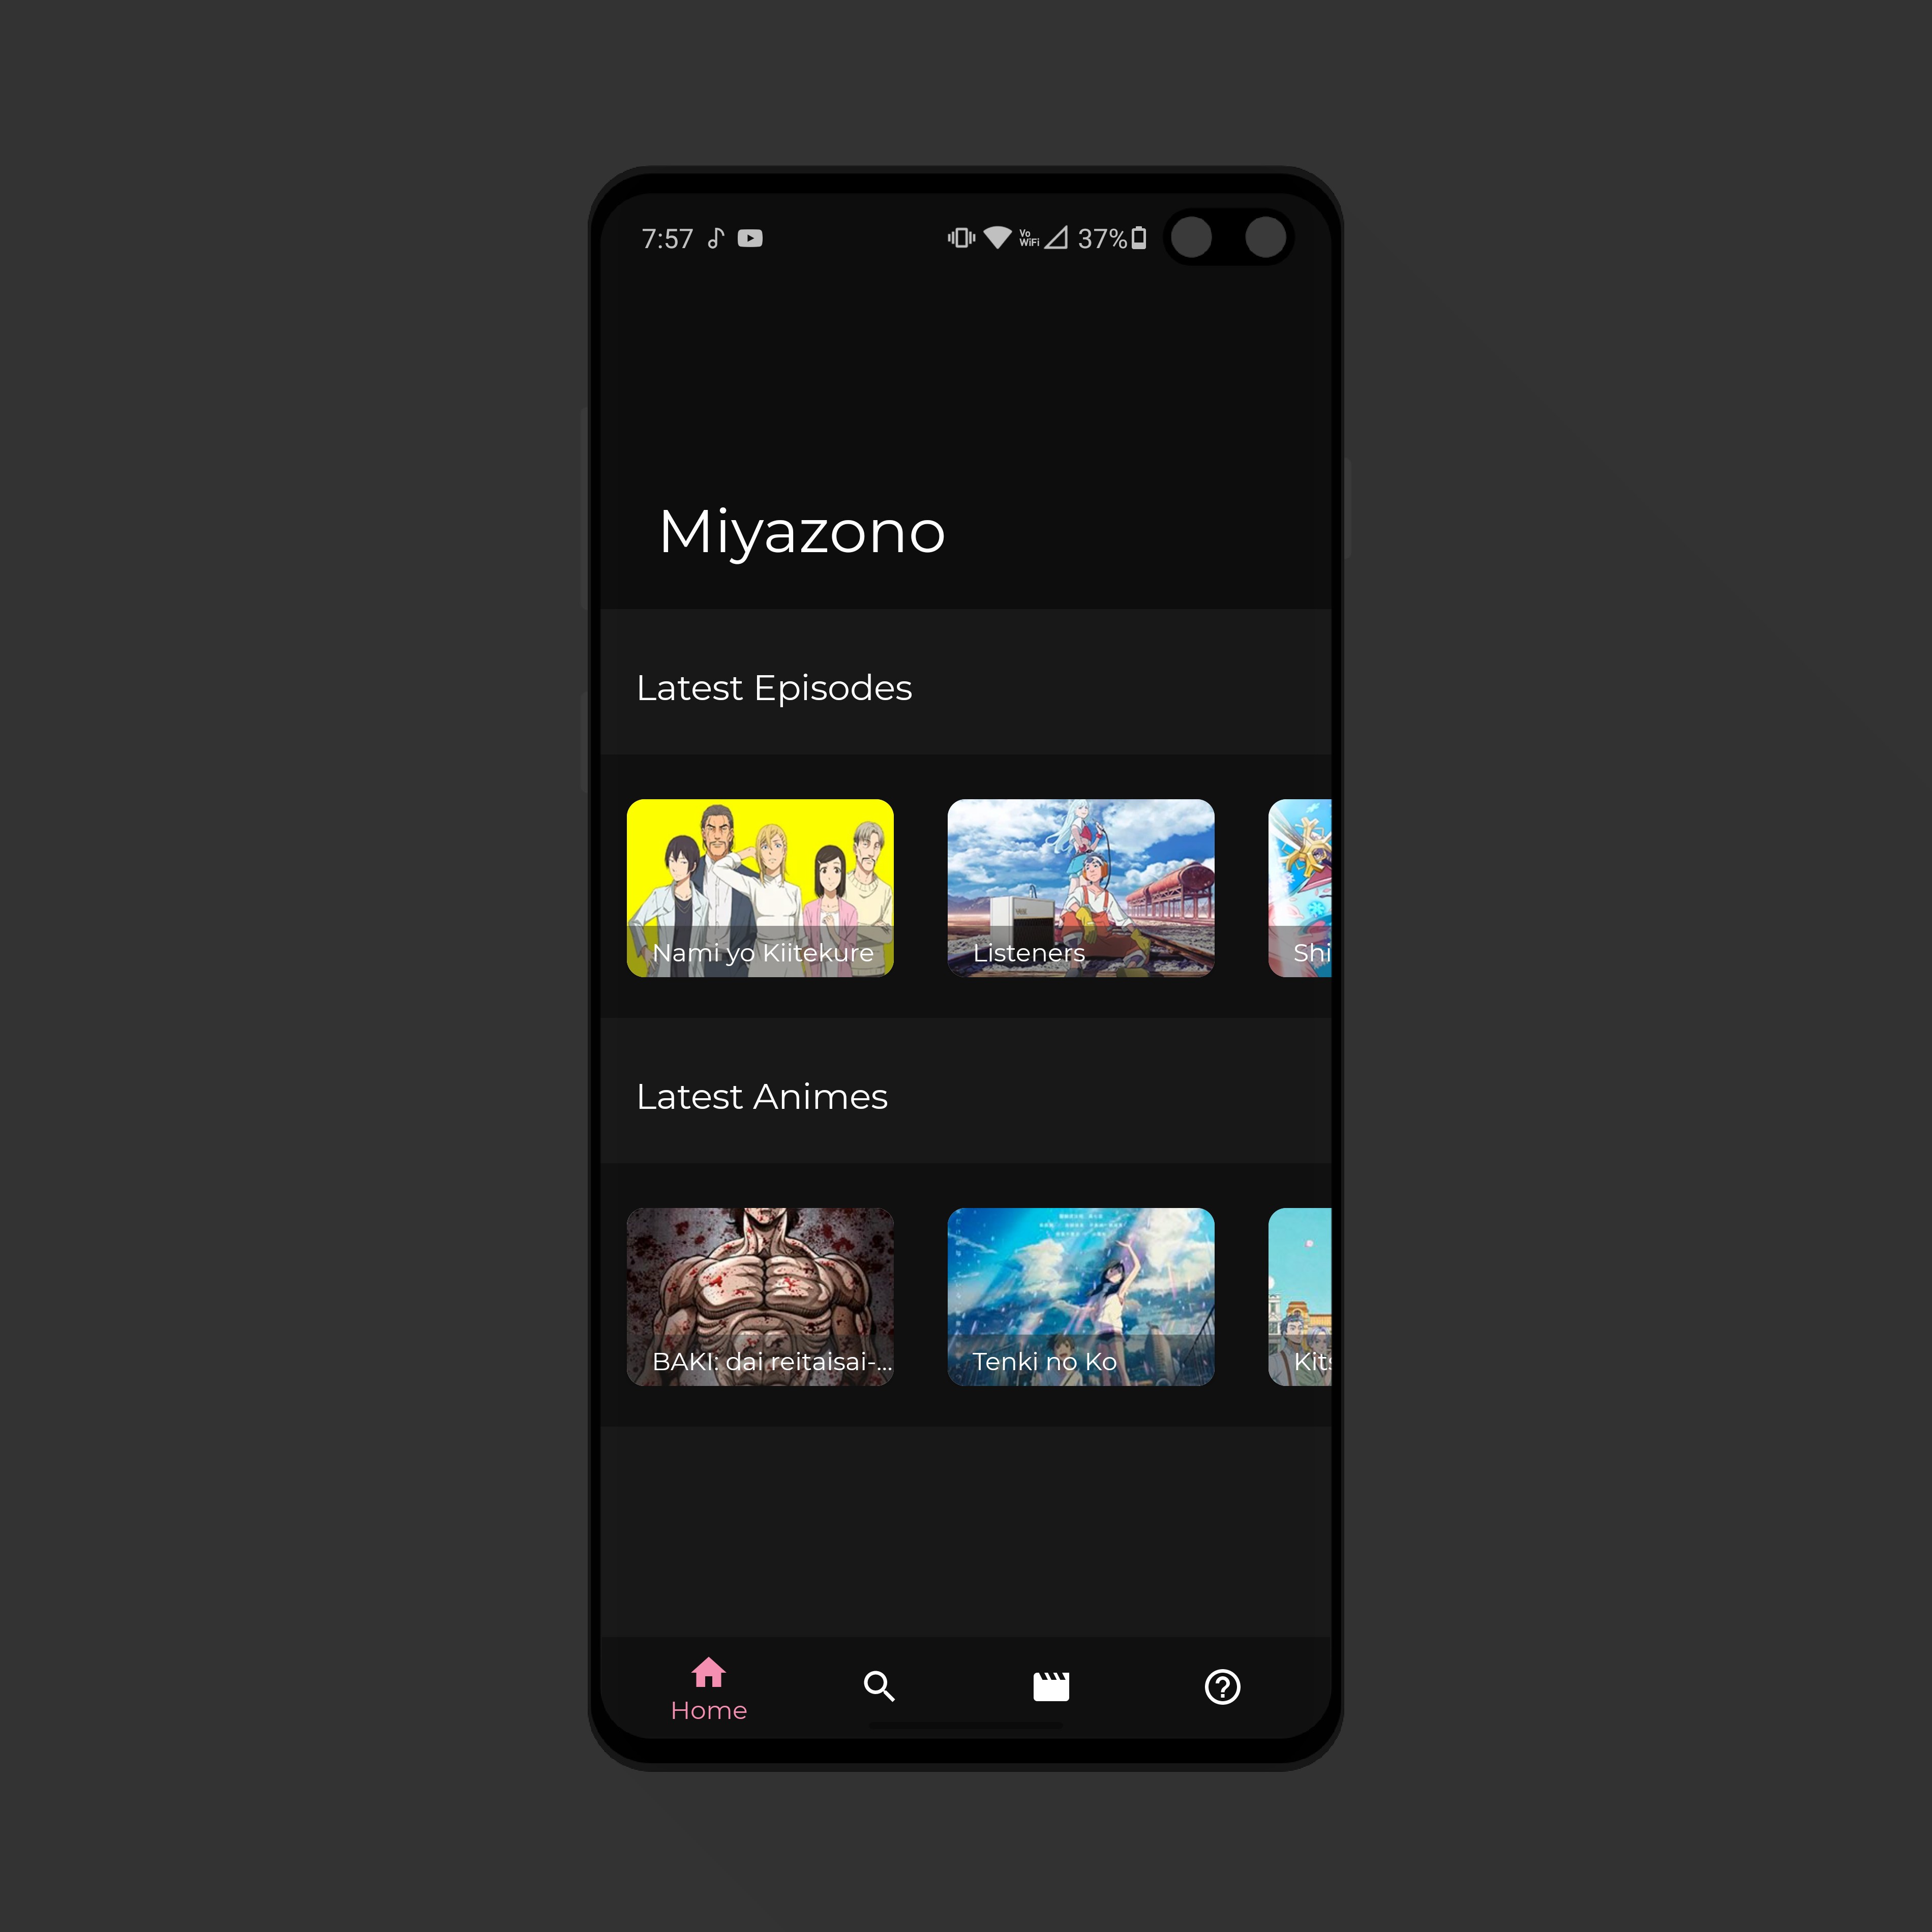 7:57 Vo WiFi 37%
Miyazono
Latest Episodes
Nami yo Kiitekure
Listeners
Shi
Latest Animes
BAKI: dai reitaisai-...
Tenki no Ko
Kits
Home